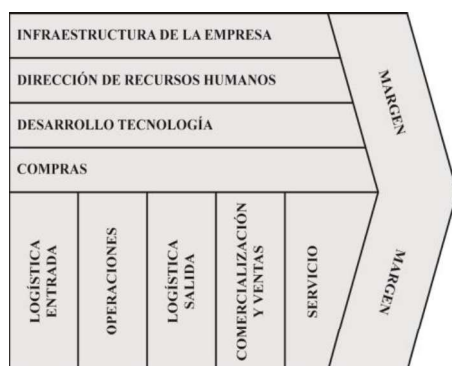 INFRAESTRUCTURA DE LA EMPRESA
DIRECCIÓN DE RECURSOS HUMANOS
DESARROLLO TECNOLOGÍA
COMPRAS
MARGEN
LOGÍSTICA
ENTRADA
OPERACIONES
LOGÍSTICA
SALIDA
COMERCIALIZACIÓN
Y VENTAS
SERVICIO
MARGEN